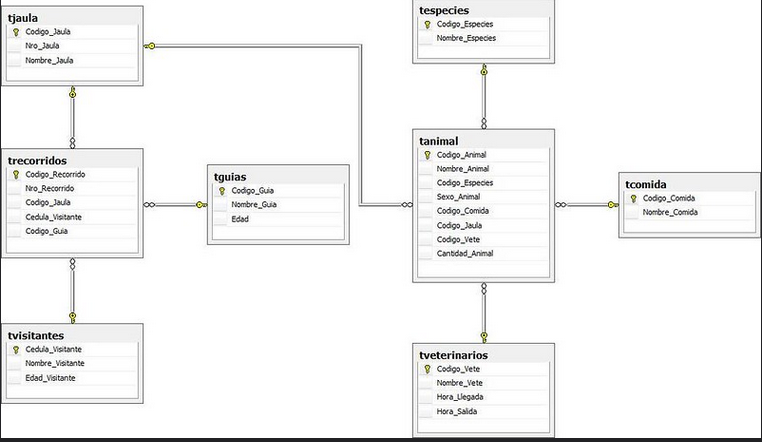 tjaula
Codigo_Jaula
Nro_Jaula
Nombre_Jaula
tespecies
Codigo_Especies
Nombre_Especies
trecorridos
Codigo_Recorrido
Nro_Recorrido
Codigo_Jaula
Cedula_Visitante
Codigo_Guia
tguias
Codigo_Guia
Nombre_Guia
Edad
tanimal
Codigo_Animal
Nombre_Animal
Codigo_Especies
Sexo_Animal
Codigo_Comida
Codigo_Jaula
Codigo_Vete
Cantidad_Animal
tcomida
Codigo_Comida
Nombre_Comida
tvisitantes
Cedula_Visitante
Nombre_Visitante
Edad_Visitante
tveterinarios
Codigo_Vete
Nombre_Vete
Hora_Llegada
Hora_Salida